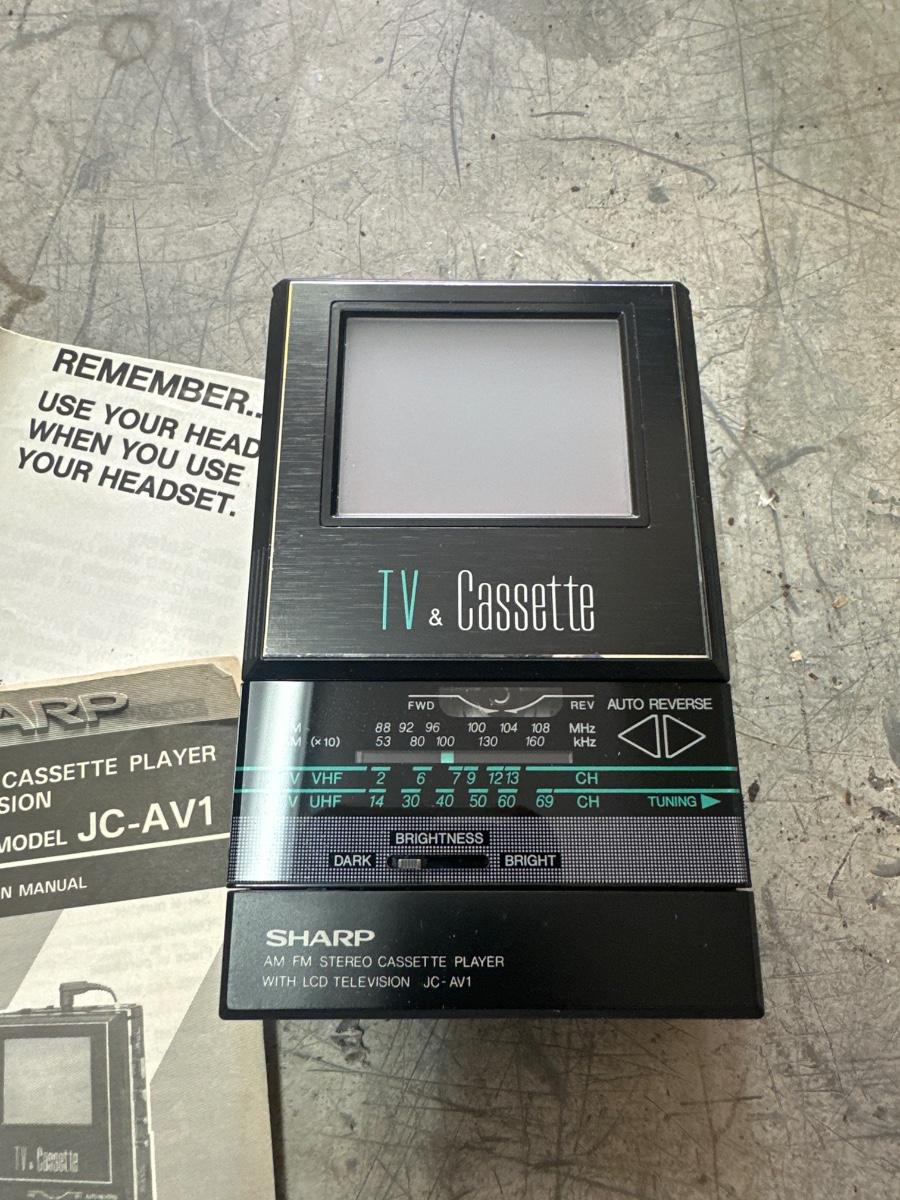 REMEMBER..
USE YOUR HEAD
WHEN YOU USE
YOUR HEADSET.
ARP
CASSETTE PLAYER
SION
MODEL JC-AV1
N MANUAL
TV & Cassette
TV & Cassette
FWD REV AUTO REVERSE
M 88 92 96 100 104 108 MHz
M (×10) 53 80 100 130 160 kHz
V VHF 2 6 7 9 12 13 CH
V UHF 14 30 40 50 60 69 CH TUNING
BRIGHTNESS
DARK BRIGHT
SHARP
AM FM STEREO CASSETTE PLAYER
WITH LCD TELEVISION JC-AV1